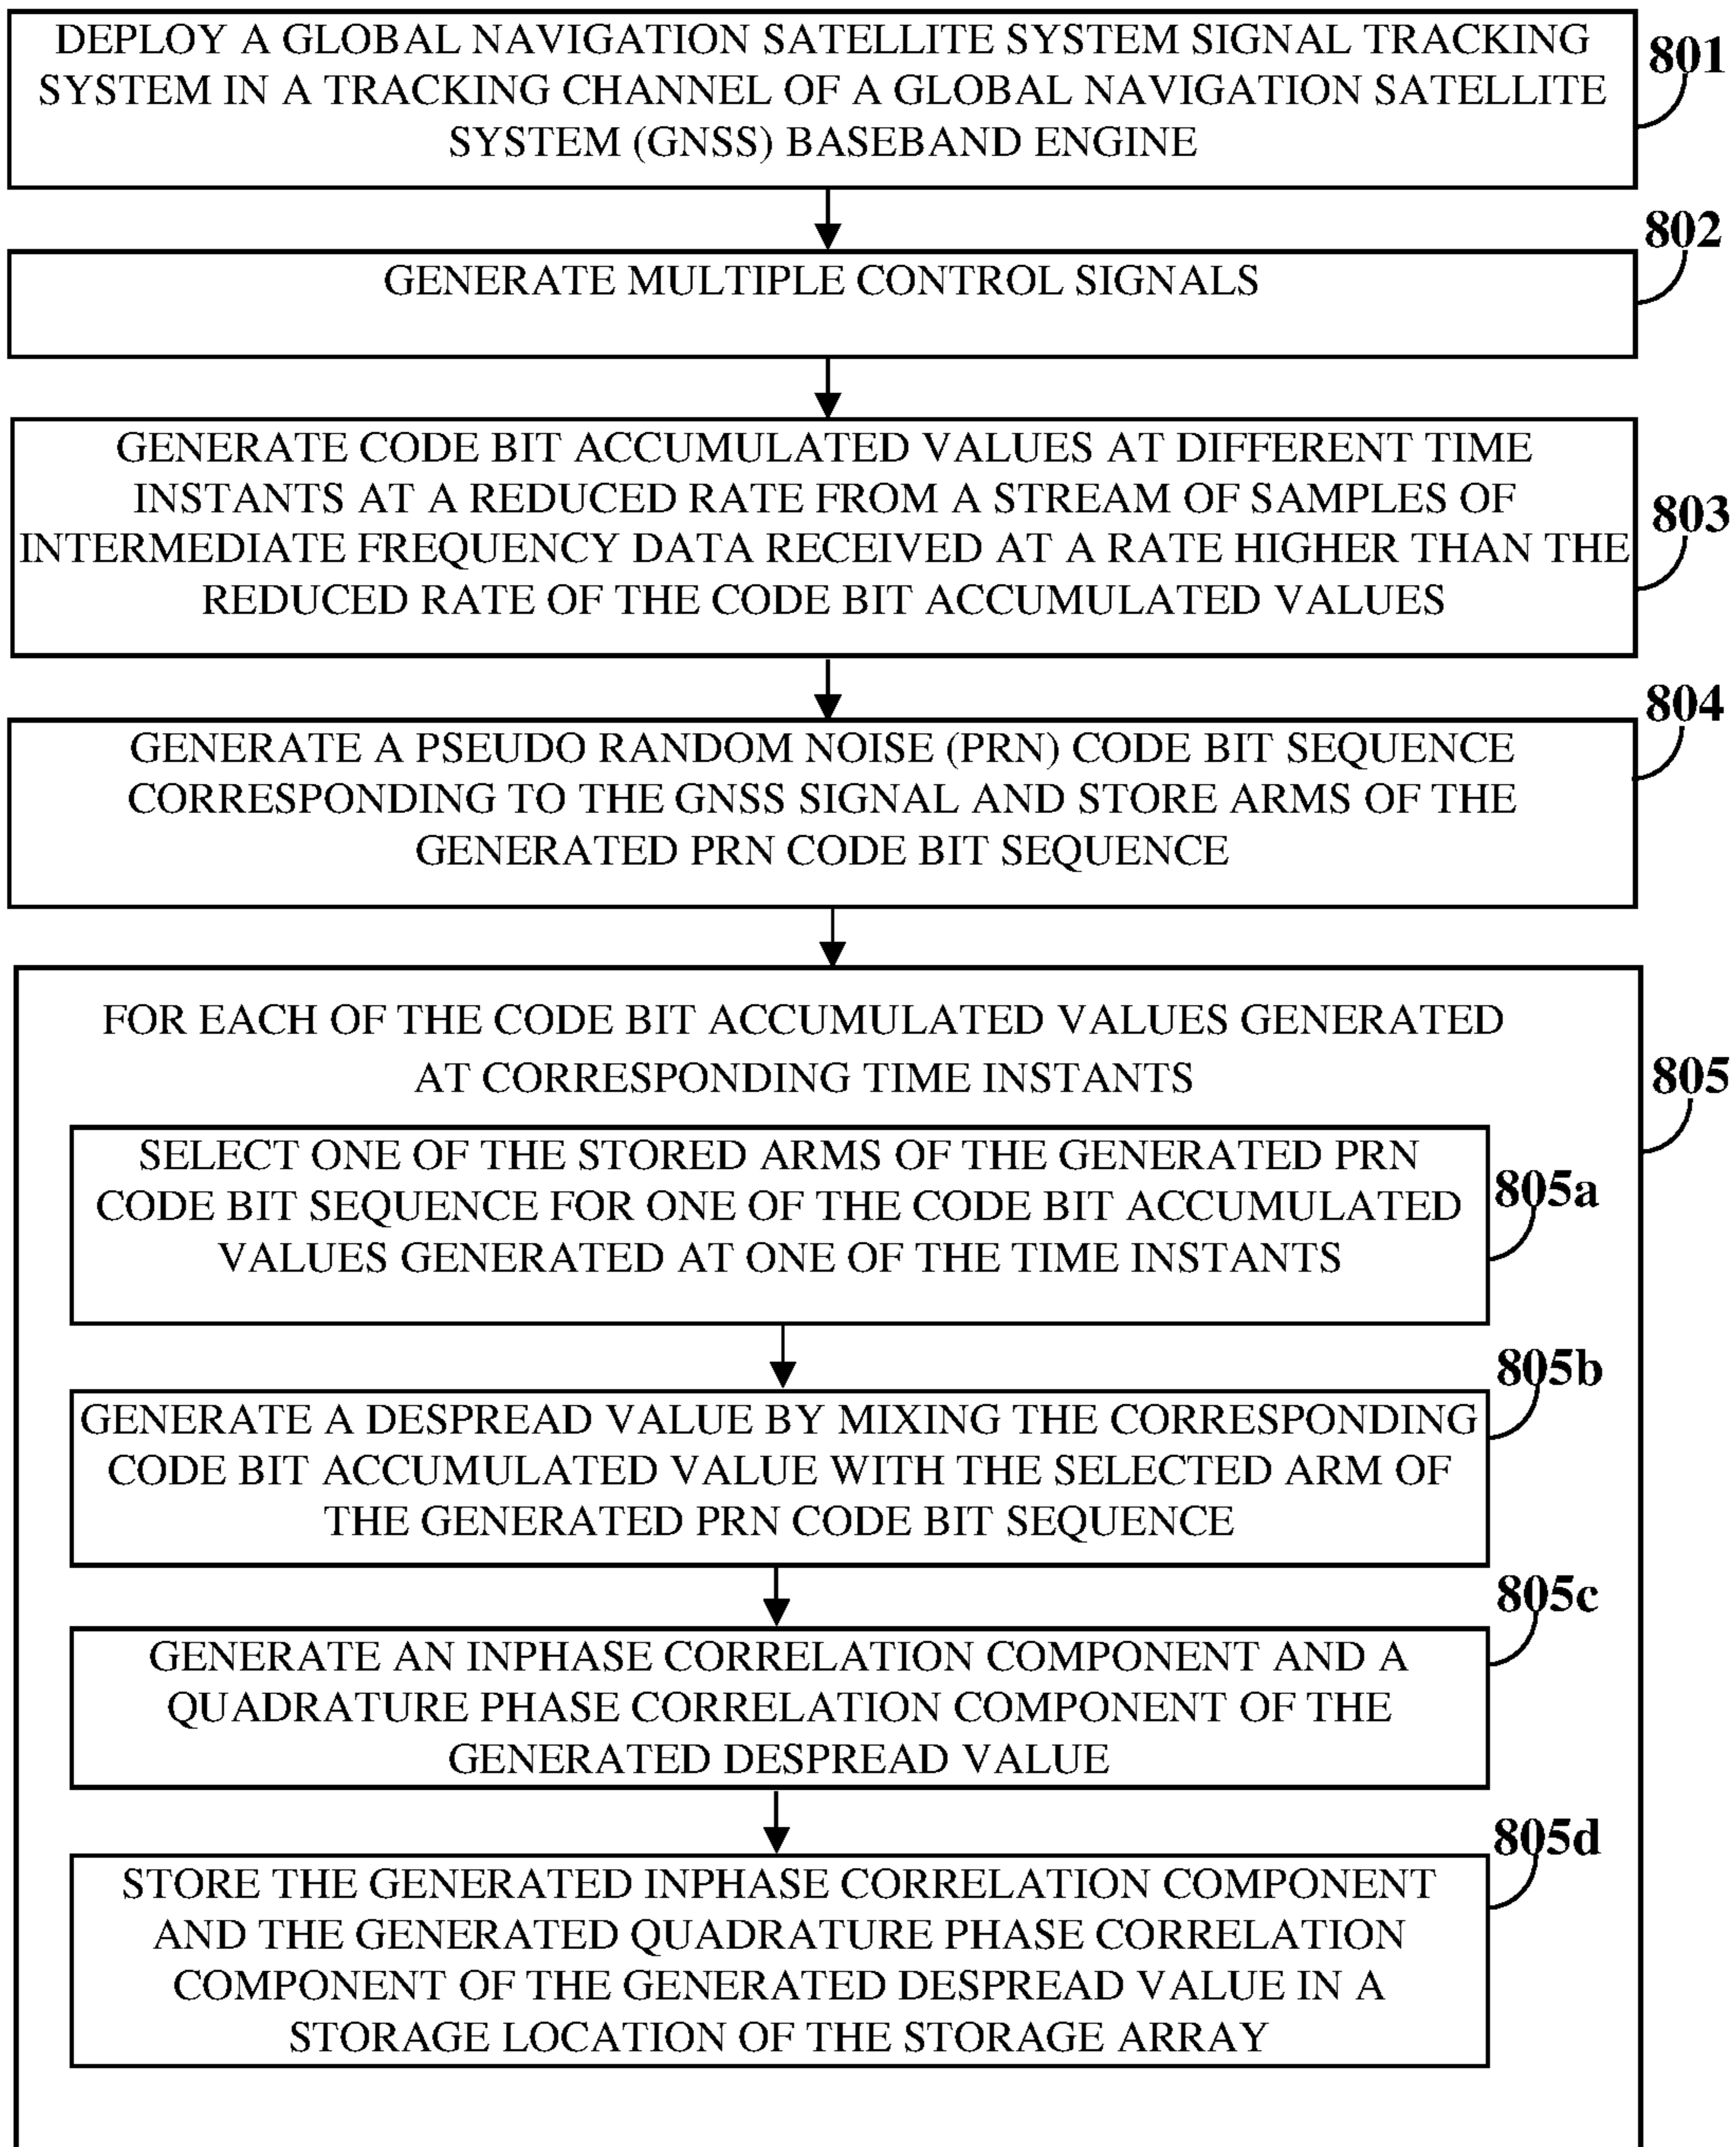 DEPLOY A GLOBAL NAVIGATION SATELLITE SYSTEM SIGNAL TRACKING
SYSTEM IN A TRACKING CHANNEL OF A GLOBAL NAVIGATION SATELLITE
SYSTEM (GNSS) BASEBAND ENGINE
801
802
GENERATE MULTIPLE CONTROL SIGNALS
GENERATE CODE BIT ACCUMULATED VALUES AT DIFFERENT TIME
INSTANTS AT A REDUCED RATE FROM A STREAM OF SAMPLES OF
INTERMEDIATE FREQUENCY DATA RECEIVED AT A RATE HIGHER THAN THE
REDUCED RATE OF THE CODE BIT ACCUMULATED VALUES
803
804
GENERATE A PSEUDO RANDOM NOISE (PRN) CODE BIT SEQUENCE
CORRESPONDING TO THE GNSS SIGNAL AND STORE ARMS OF THE
GENERATED PRN CODE BIT SEQUENCE
FOR EACH OF THE CODE BIT ACCUMULATED VALUES GENERATED
AT CORRESPONDING TIME INSTANTS
805
SELECT ONE OF THE STORED ARMS OF THE GENERATED PRN
CODE BIT SEQUENCE FOR ONE OF THE CODE BIT ACCUMULATED
VALUES GENERATED AT ONE OF THE TIME INSTANTS
805a
805b
GENERATE A DESPREAD VALUE BY MIXING THE CORRESPONDING
CODE BIT ACCUMULATED VALUE WITH THE SELECTED ARM OF
THE GENERATED PRN CODE BIT SEQUENCE
805c
GENERATE AN INPHASE CORRELATION COMPONENT AND A
QUADRATURE PHASE CORRELATION COMPONENT OF THE
GENERATED DESPREAD VALUE
805d
STORE THE GENERATED INPHASE CORRELATION COMPONENT
AND THE GENERATED QUADRATURE PHASE CORRELATION
COMPONENT OF THE GENERATED DESPREAD VALUE IN A
STORAGE LOCATION OF THE STORAGE ARRAY